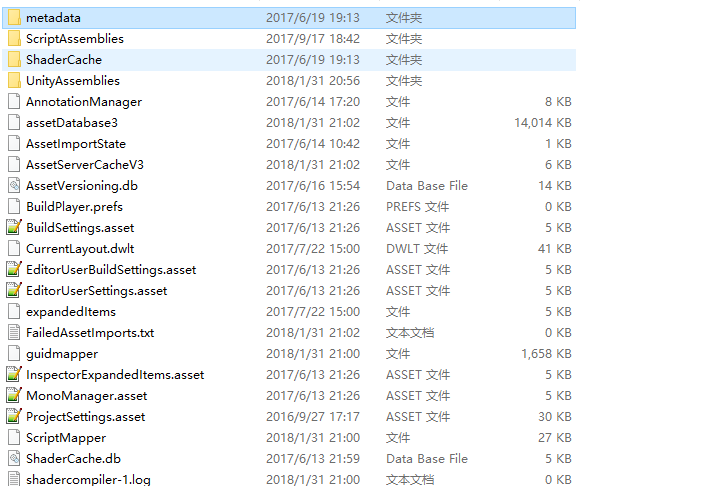 metadata 2017/6/19 19:13 文件夹
ScriptAssemblies 2017/9/17 18:42 文件夹
ShaderCache 2017/6/19 19:13 文件夹
UnityAssemblies 2018/1/31 20:56 文件夹
AnnotationManager 2017/6/14 17:20 文件 8 KB
assetDatabase3 2018/1/31 21:02 文件 14,014 KB
AssetImportState 2017/6/14 10:42 文件 1 KB
AssetServerCacheV3 2018/1/31 21:02 文件 6 KB
AssetVersioning.db 2017/6/16 15:54 Data Base File 14 KB
BuildPlayer.prefs 2017/6/13 21:26 PREFS 文件 0 KB
BuildSettings.asset 2017/6/13 21:26 ASSET 文件 5 KB
CurrentLayout.dwlt 2017/7/22 15:00 DWLT 文件 41 KB
EditorUserBuildSettings.asset 2017/6/13 21:26 ASSET 文件 5 KB
EditorUserSettings.asset 2017/6/13 21:26 ASSET 文件 5 KB
expandedItems 2017/7/22 15:00 文件 5 KB
FailedAssetImports.txt 2018/1/31 21:02 文本文档 0 KB
guidmapper 2018/1/31 21:00 文件 1,658 KB
InspectorExpandedItems.asset 2017/6/13 21:26 ASSET 文件 5 KB
MonoManager.asset 2017/6/13 21:26 ASSET 文件 5 KB
ProjectSettings.asset 2016/9/27 17:17 ASSET 文件 30 KB
ScriptMapper 2018/1/31 21:00 文件 27 KB
ShaderCache.db 2017/6/13 21:59 Data Base File 5 KB
shadercompiler-1.log 2018/1/31 21:00 文本文档 0 KB